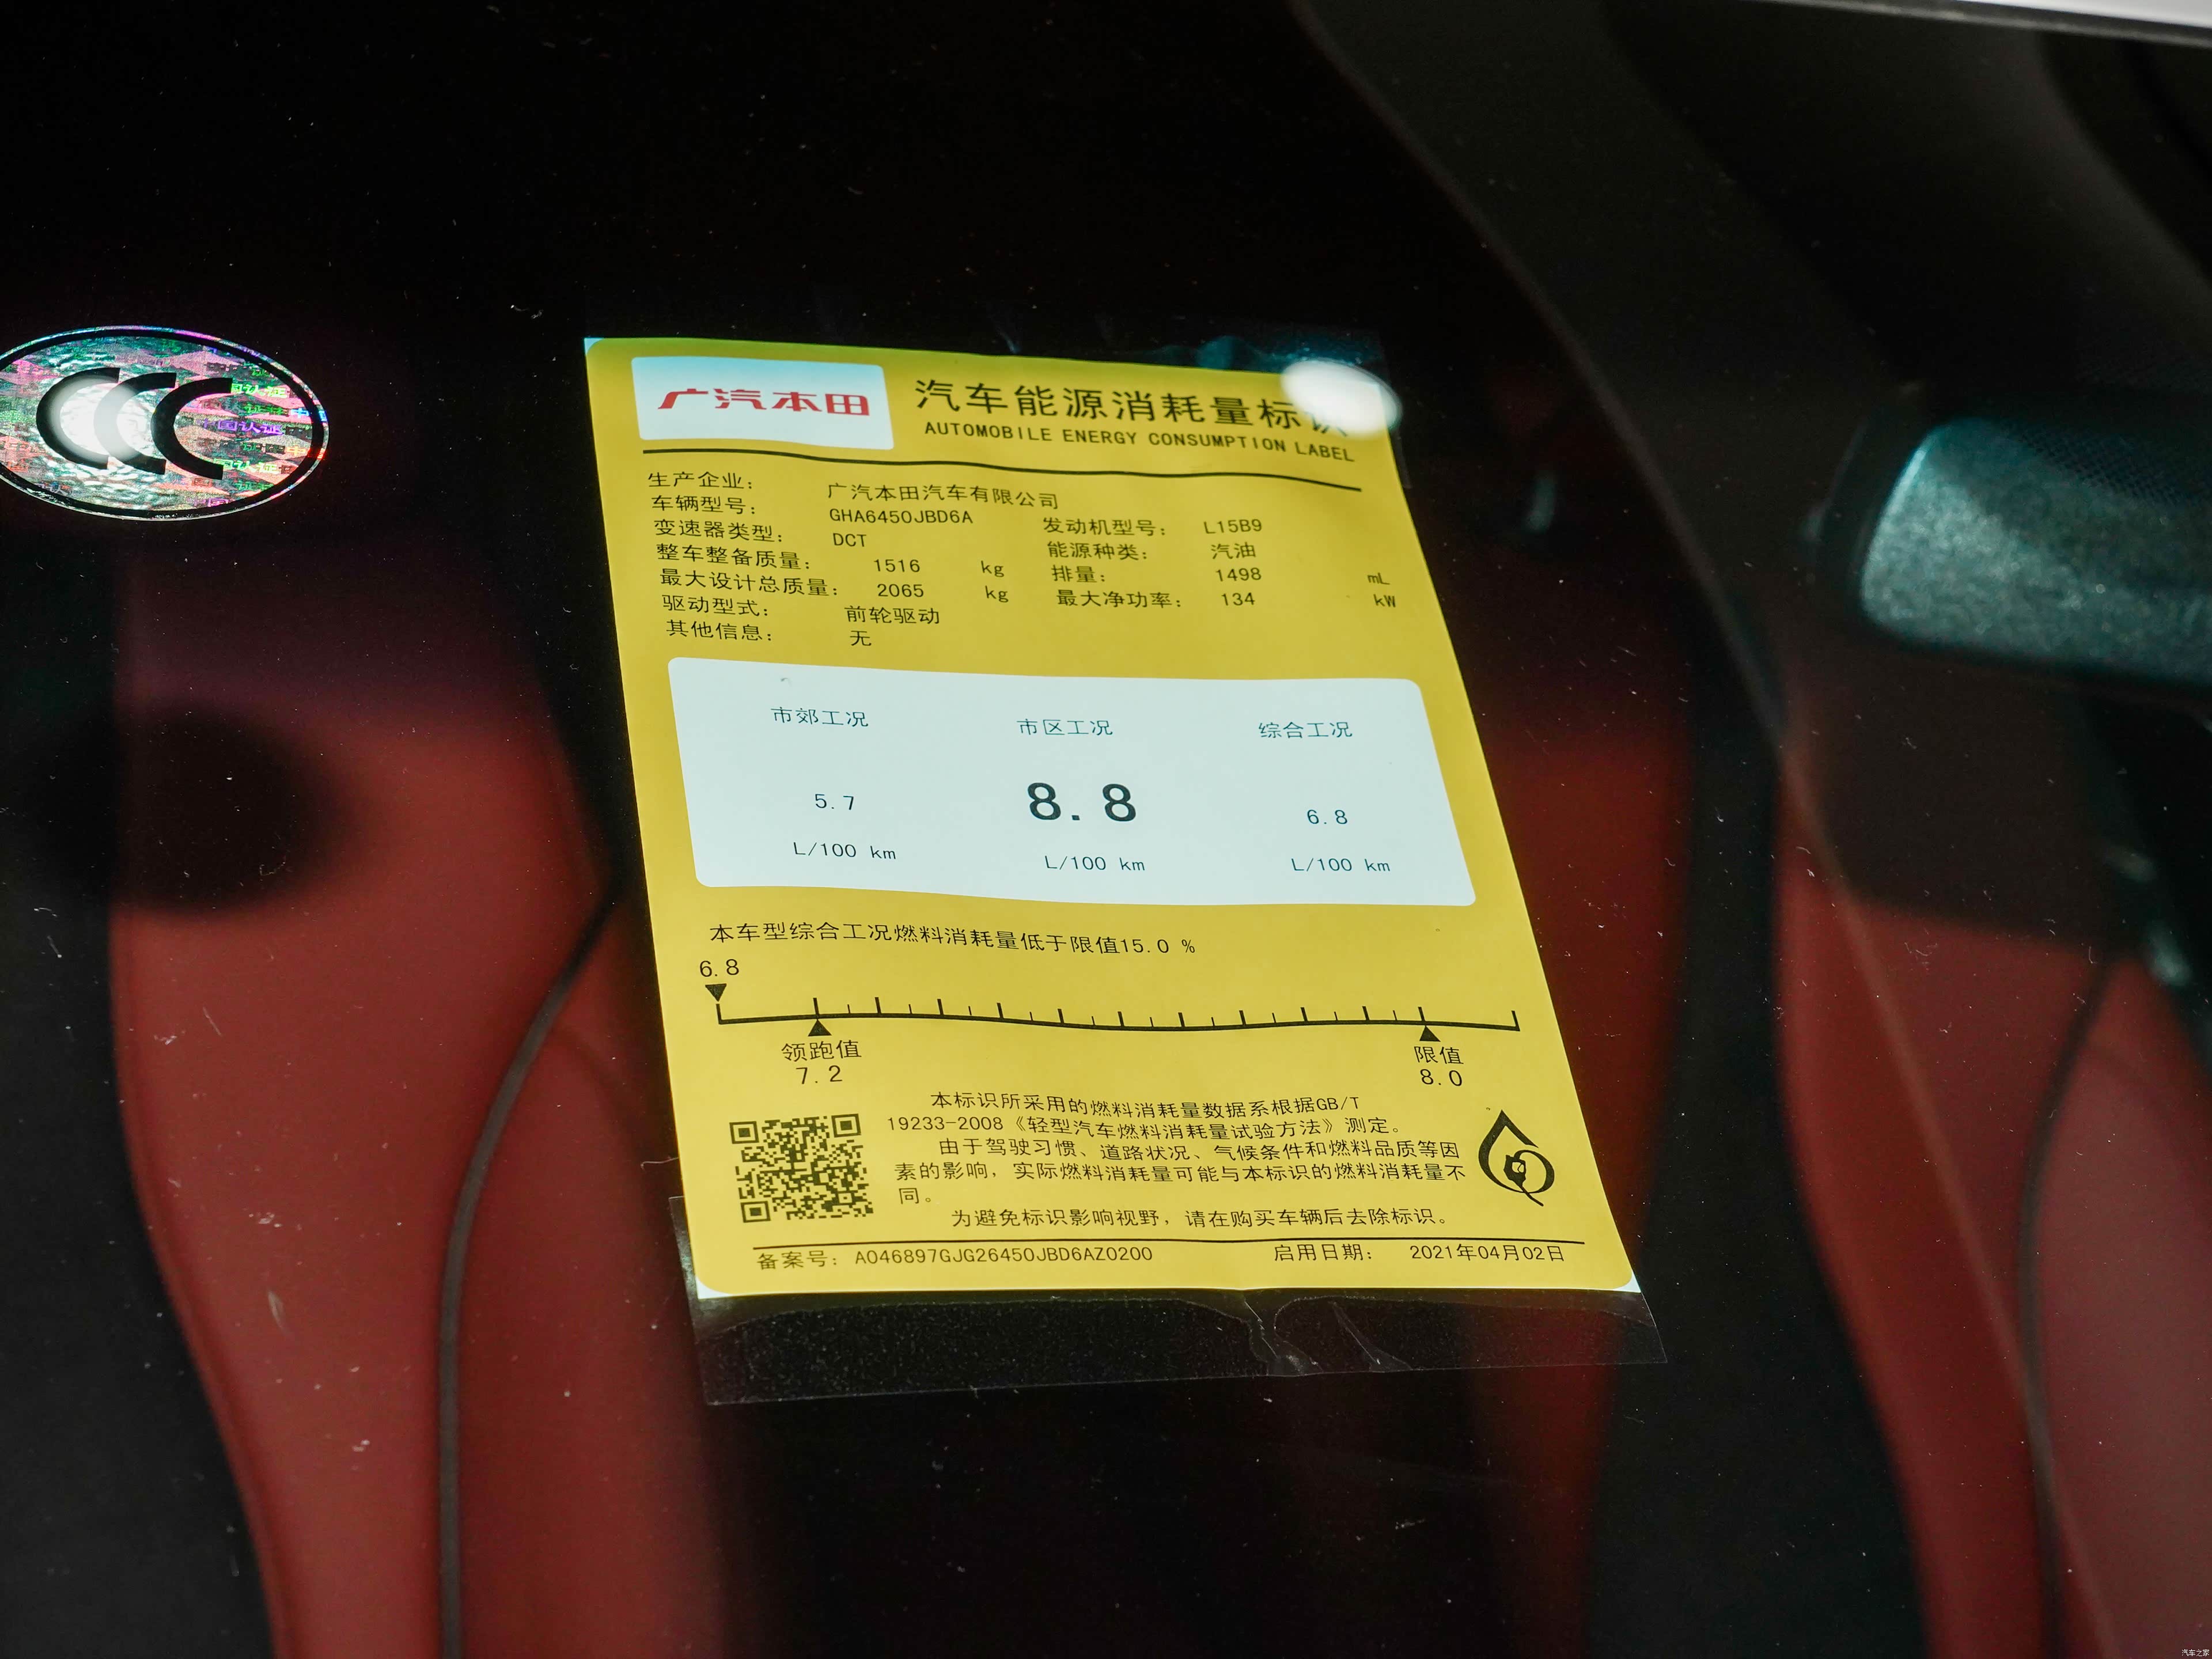 广汽本田
汽车能源消耗量标识
AUTOMOBILE ENERGY CONSUMPTION LABEL
生产企业： 广汽本田汽车有限公司
车辆型号： GHA6450JBD6A 发动机型号： L15B9
变速器类型： DCT 能源种类： 汽油
整车整备质量： 1516 kg 排量： 1498 mL
最大设计总质量： 2065 kg 最大净功率： 134 kW
驱动型式： 前轮驱动
其他信息： 无
市郊工况 市区工况 综合工况
5.7 8.8 6.8
L/100 km L/100 km L/100 km
本车型综合工况燃料消耗量低于限值15.0 %
6.8
领跑值 限值
7.2 8.0
本标识所采用的燃料消耗量数据系根据GB/T
19233-2008《轻型汽车燃料消耗量试验方法》测定。
由于驾驶习惯、道路状况、气候条件和燃料品质等因
素的影响，实际燃料消耗量可能与本标识的燃料消耗量不
同。
为避免标识影响视野，请在购买车辆后去除标识。
备案号： A046897GJG26450JBD6AZ0200 启用日期： 2021年04月02日
CCC
汽车之家